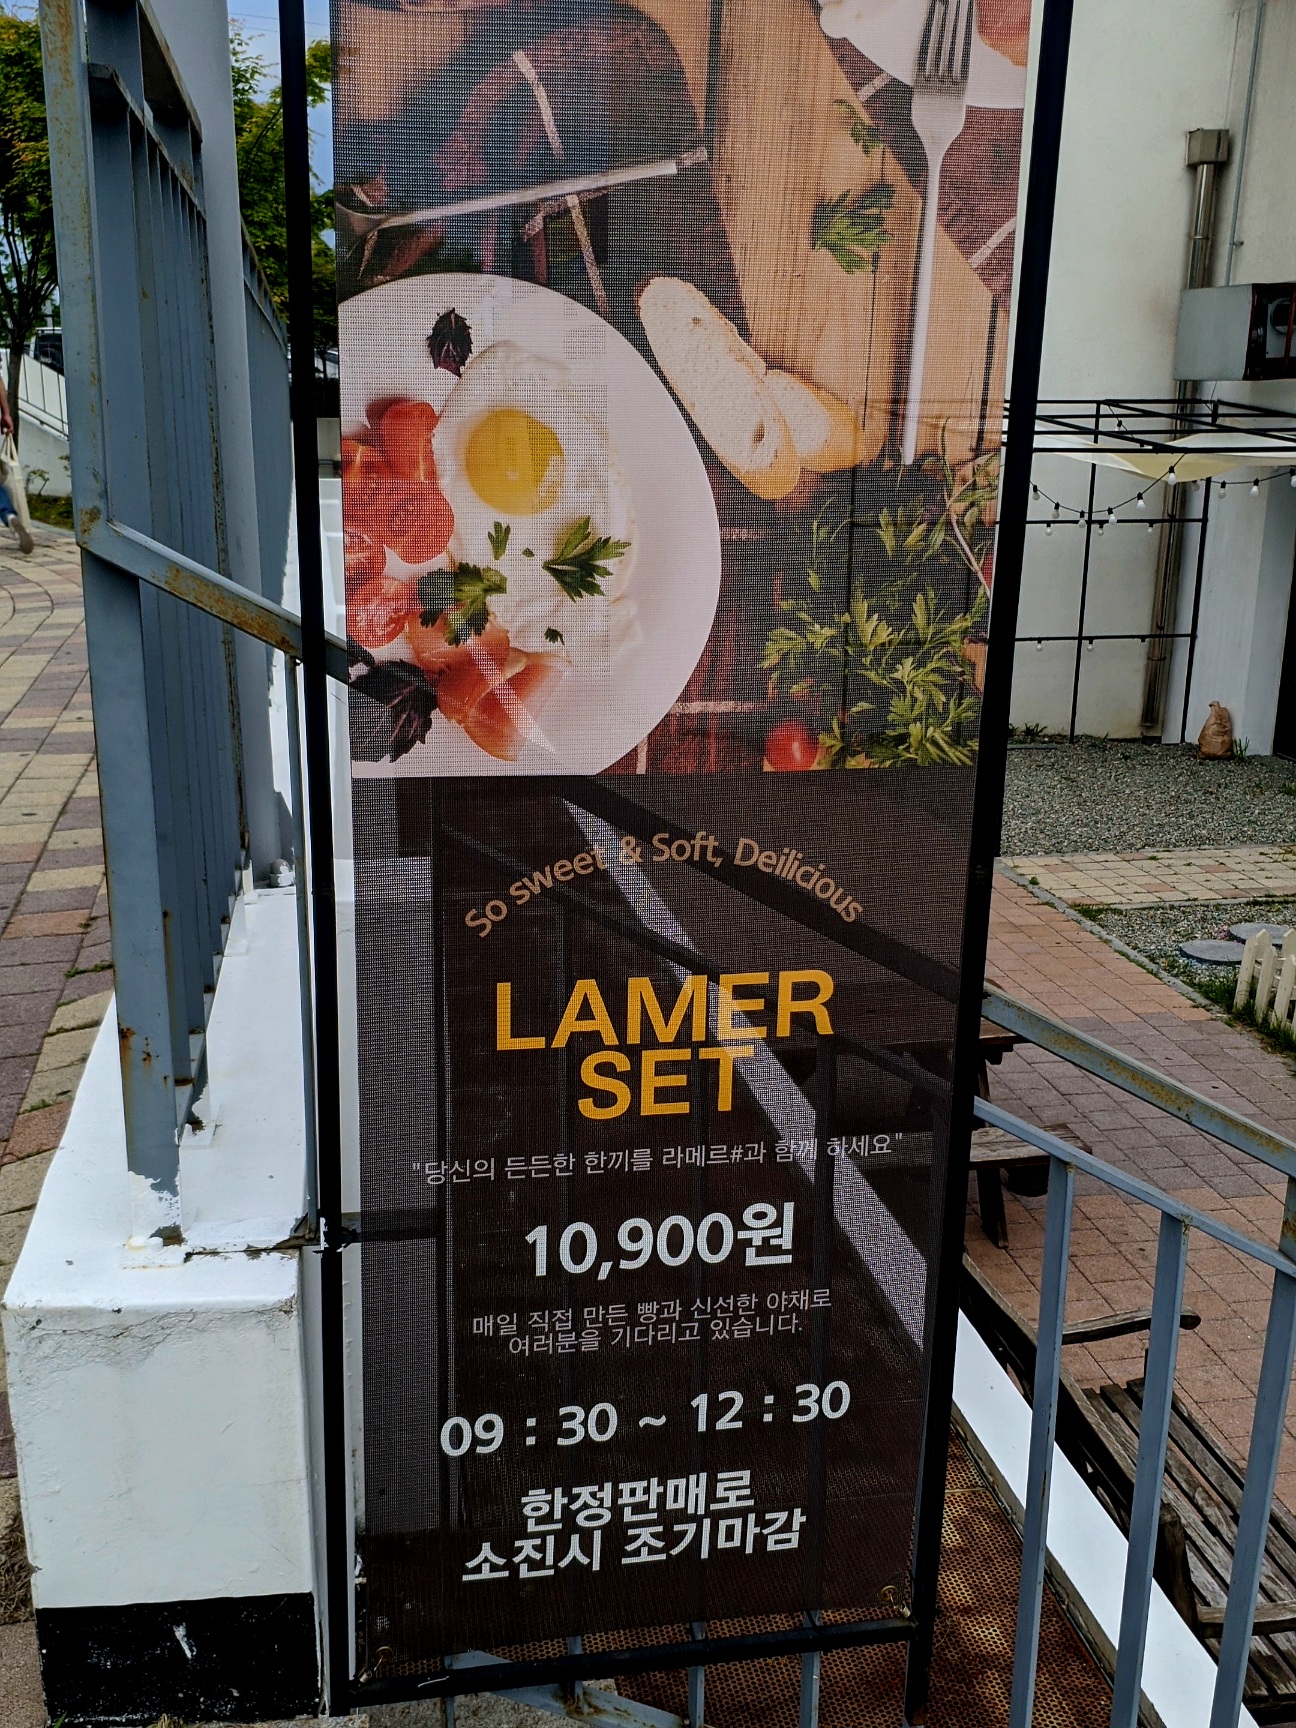 So sweet & Soft, Deilicious
LAMER
SET
"당신의 든든한 한끼를 라메르#과 함께 하세요"
10,900원
매일 직접 만든 빵과 신선한 야채로
여러분을 기다리고 있습니다.
09 : 30 ~ 12 : 30
한정판매로
소진시 조기마감